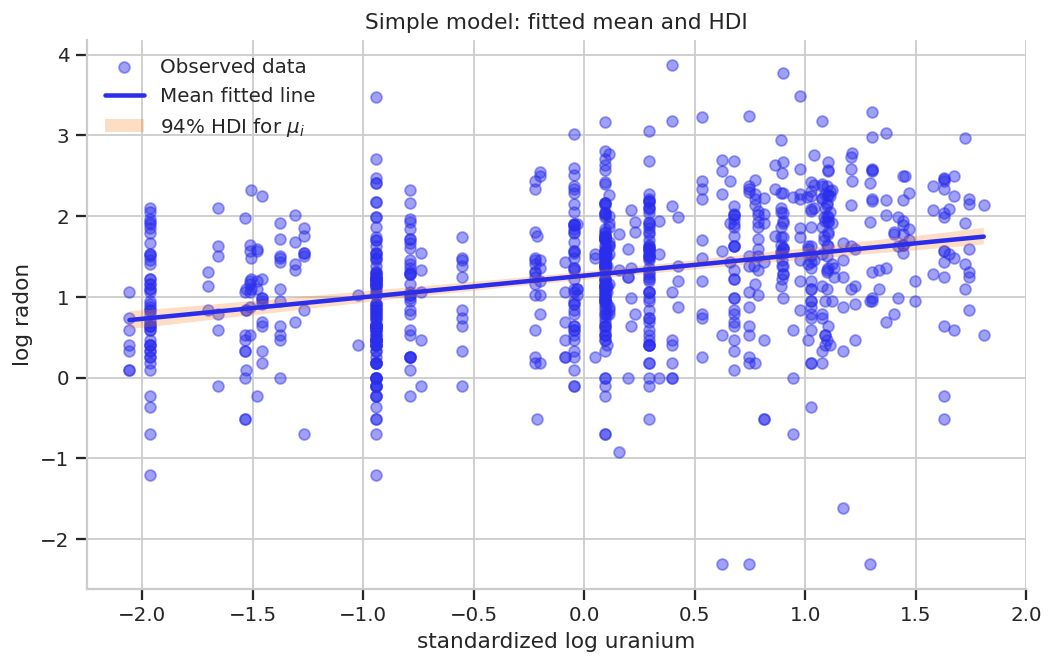 Simple model: fitted mean and HDI
Observed data
Mean fitted line
94% HDI for μᵢ
log radon
4
3
2
1
0
−1
−2
−2.0 −1.5 −1.0 −0.5 0.0 0.5 1.0 1.5 2.0
standardized log uranium